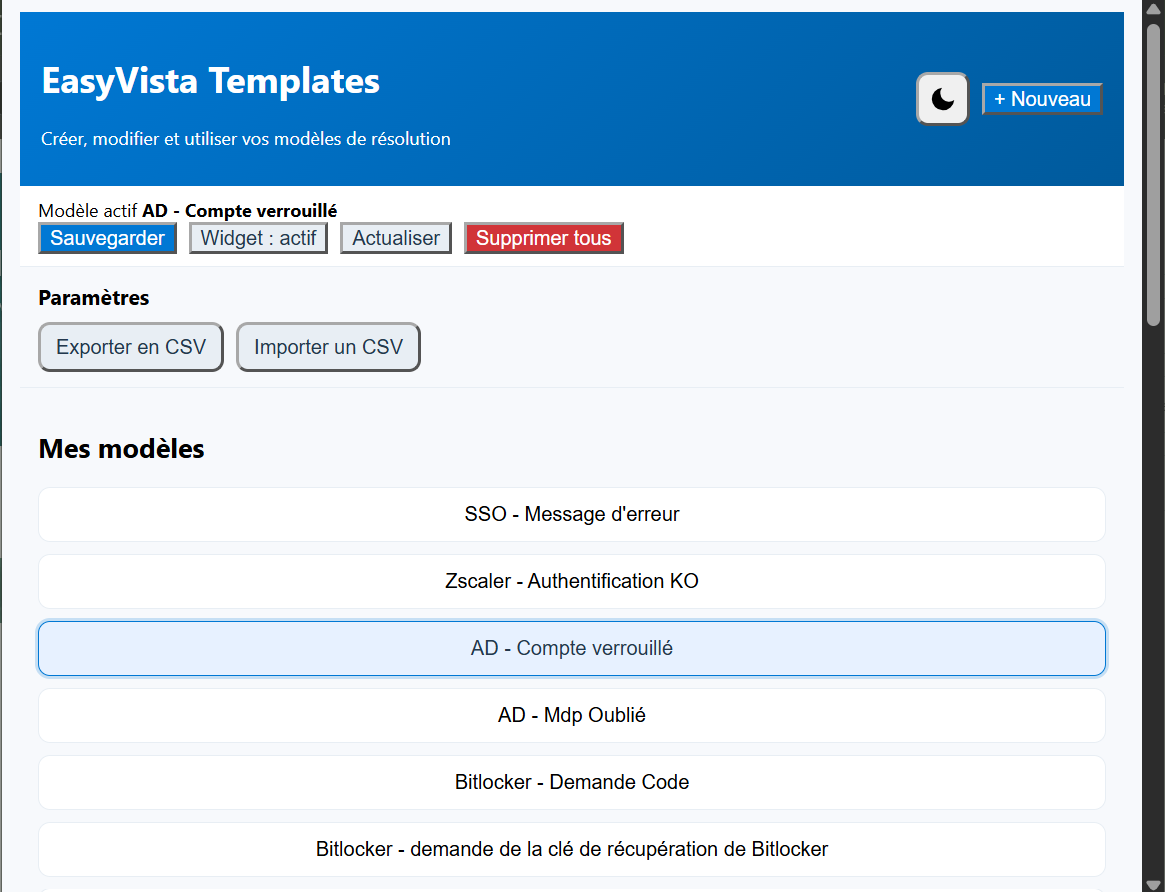 EasyVista Templates
+ Nouveau
Créer, modifier et utiliser vos modèles de résolution
Modèle actif AD - Compte verrouillé
Sauvegarder Widget : actif Actualiser Supprimer tous
Paramètres
Exporter en CSV Importer un CSV
Mes modèles
SSO - Message d'erreur
Zscaler - Authentification KO
AD - Compte verrouillé
AD - Mdp Oublié
Bitlocker - Demande Code
Bitlocker - demande de la clé de récupération de Bitlocker